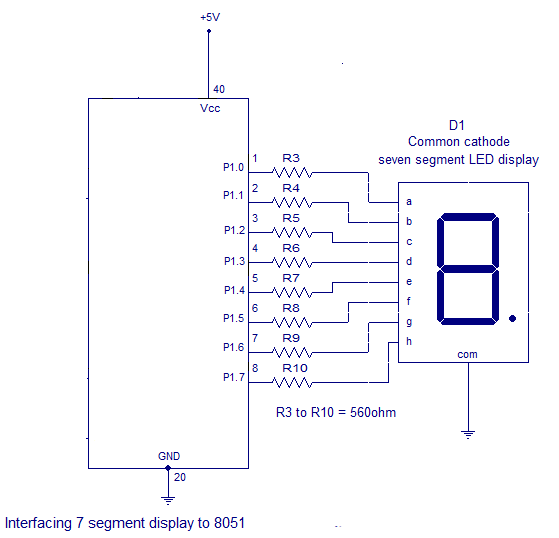 +5V
40
Vcc
D1
Common cathode
seven segment LED display
P1.0 1 R3
a
P1.1 2 R4
b
P1.2 3 R5
c
P1.3 4 R6
d
P1.4 5 R7
e
P1.5 6 R8
f
P1.6 7 R9
g
P1.7 8 R10
h
com
R3 to R10 = 560ohm
GND
20
Interfacing 7 segment display to 8051